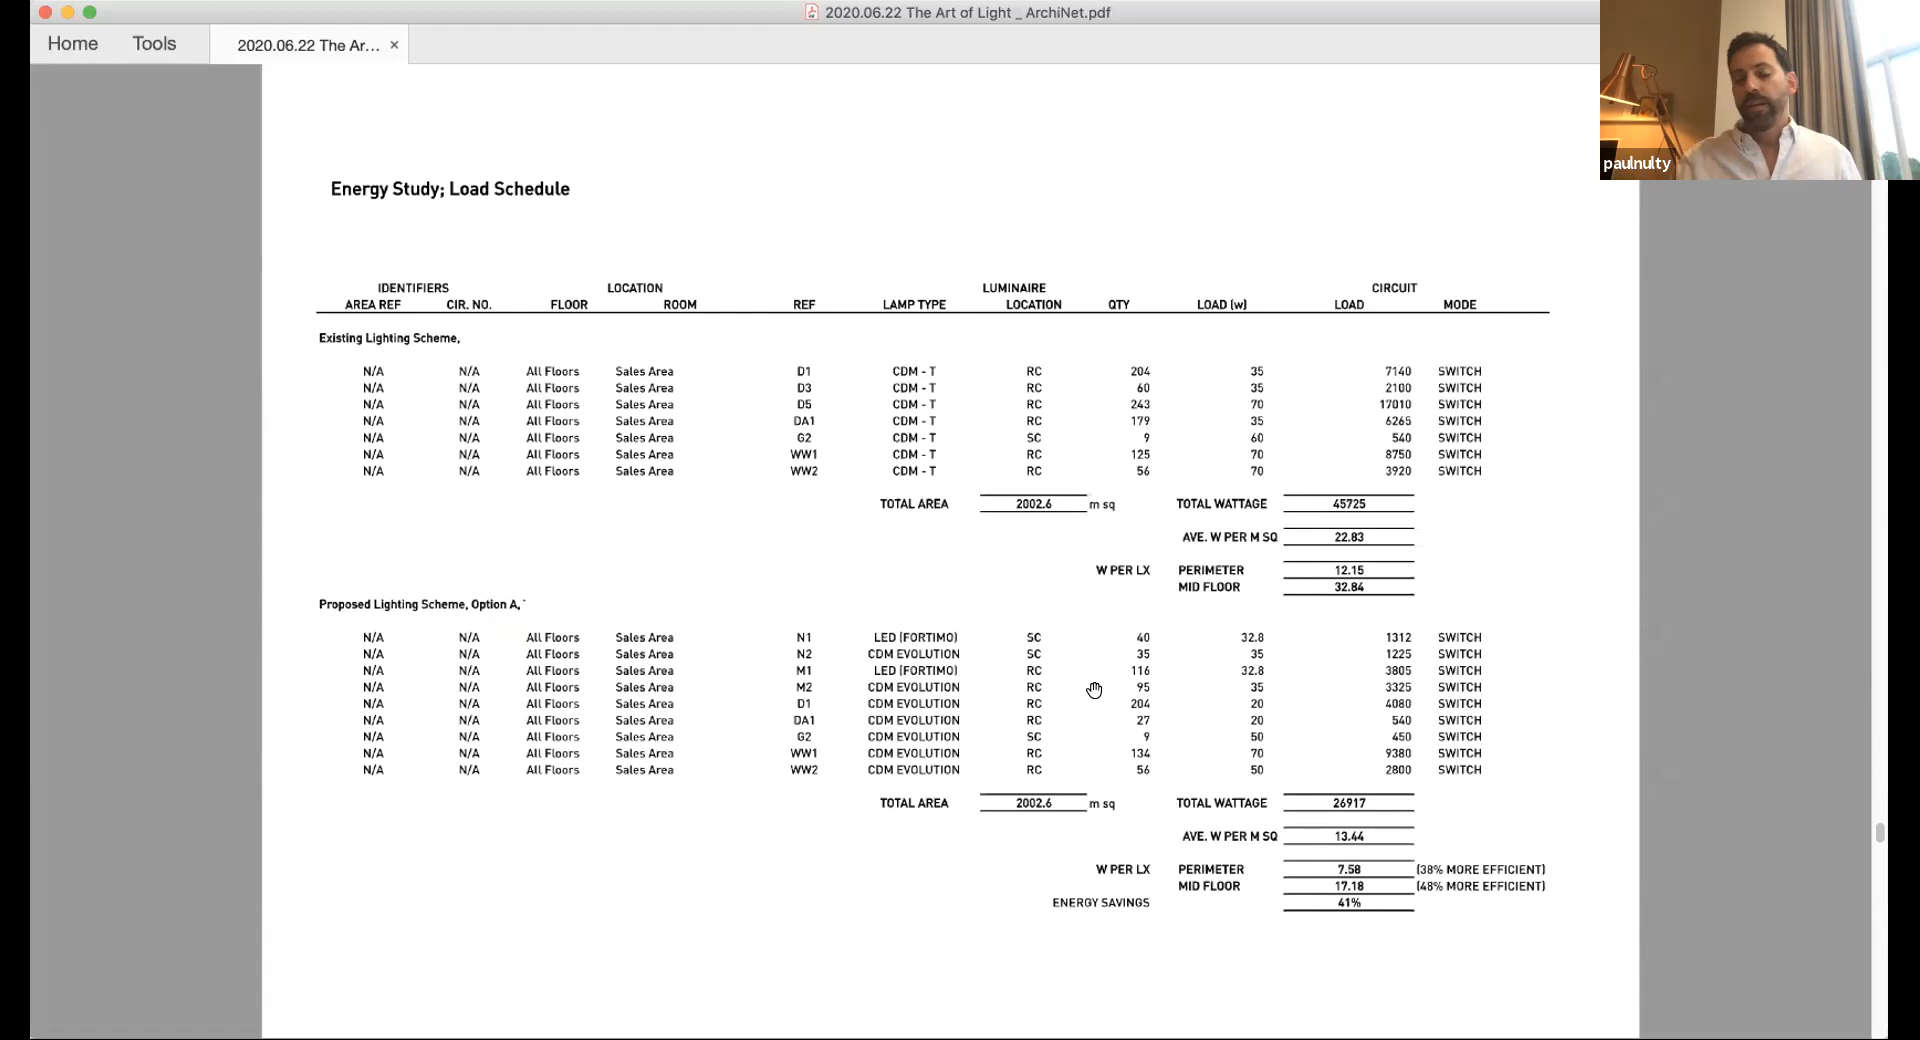 2020.06.22 The Art of Light _ ArchiNet.pdf
Home Tools 2020.06.22 The Ar... ×
paulnulty
Energy Study; Load Schedule
IDENTIFIERS LOCATION LUMINAIRE CIRCUIT
AREA REF CIR. NO. FLOOR ROOM REF LAMP TYPE LOCATION QTY LOAD (w) LOAD MODE
Existing Lighting Scheme,
N/A N/A All Floors Sales Area D1 CDM - T RC 204 35 7140 SWITCH
N/A N/A All Floors Sales Area D3 CDM - T RC 60 35 2100 SWITCH
N/A N/A All Floors Sales Area D5 CDM - T RC 243 70 17010 SWITCH
N/A N/A All Floors Sales Area DA1 CDM - T RC 179 35 6265 SWITCH
N/A N/A All Floors Sales Area G2 CDM - T SC 9 60 540 SWITCH
N/A N/A All Floors Sales Area WW1 CDM - T RC 125 70 8750 SWITCH
N/A N/A All Floors Sales Area WW2 CDM - T RC 56 70 3920 SWITCH
TOTAL AREA 2002.6 m sq TOTAL WATTAGE 45725
AVE. W PER M SQ 22.83
W PER LX PERIMETER 12.15
MID FLOOR 32.84
Proposed Lighting Scheme, Option A, `
N/A N/A All Floors Sales Area N1 LED (FORTIMO) SC 40 32.8 1312 SWITCH
N/A N/A All Floors Sales Area N2 CDM EVOLUTION SC 35 35 1225 SWITCH
N/A N/A All Floors Sales Area M1 LED (FORTIMO) RC 116 32.8 3805 SWITCH
N/A N/A All Floors Sales Area M2 CDM EVOLUTION RC 95 35 3325 SWITCH
N/A N/A All Floors Sales Area D1 CDM EVOLUTION RC 204 20 4080 SWITCH
N/A N/A All Floors Sales Area DA1 CDM EVOLUTION RC 27 20 540 SWITCH
N/A N/A All Floors Sales Area G2 CDM EVOLUTION SC 9 50 450 SWITCH
N/A N/A All Floors Sales Area WW1 CDM EVOLUTION RC 134 70 9380 SWITCH
N/A N/A All Floors Sales Area WW2 CDM EVOLUTION RC 56 50 2800 SWITCH
TOTAL AREA 2002.6 m sq TOTAL WATTAGE 26917
AVE. W PER M SQ 13.44
W PER LX PERIMETER 7.58 (38% MORE EFFICIENT)
MID FLOOR 17.18 (48% MORE EFFICIENT)
ENERGY SAVINGS 41%